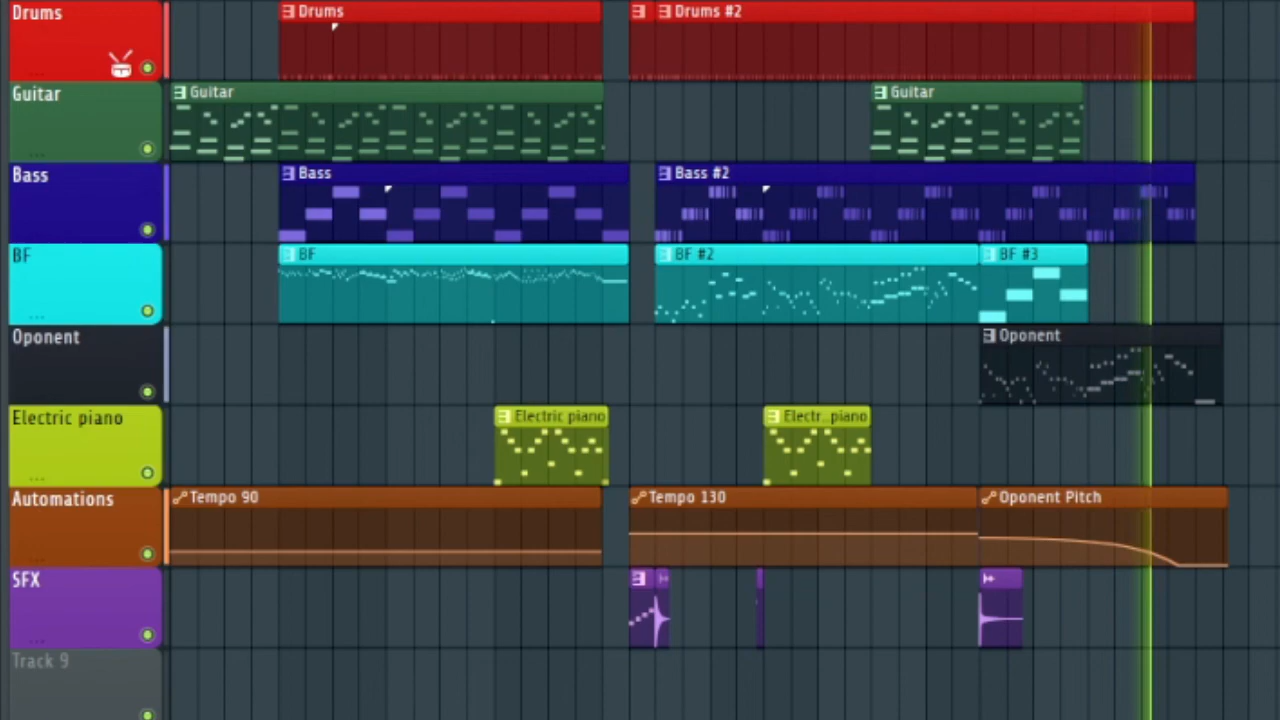 Drums
Drums
Drums #2
Guitar
Guitar
Guitar
Bass
Bass
Bass #2
BF
BF
BF #2
BF #3
Oponent
Oponent
Electric piano
Electric piano
Electr‥piano
Automations
Tempo 90
Tempo 130
Oponent Pitch
SFX
Track 9